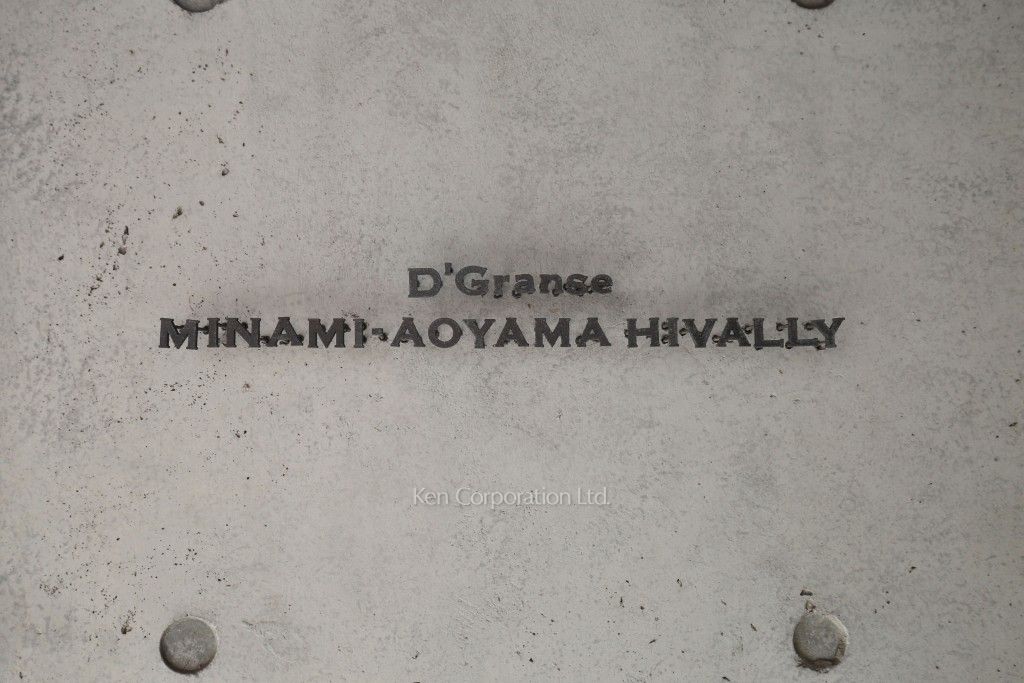 D'Granse
MINAMI-AOYAMA HIVALLY
Ken Corporation Ltd.